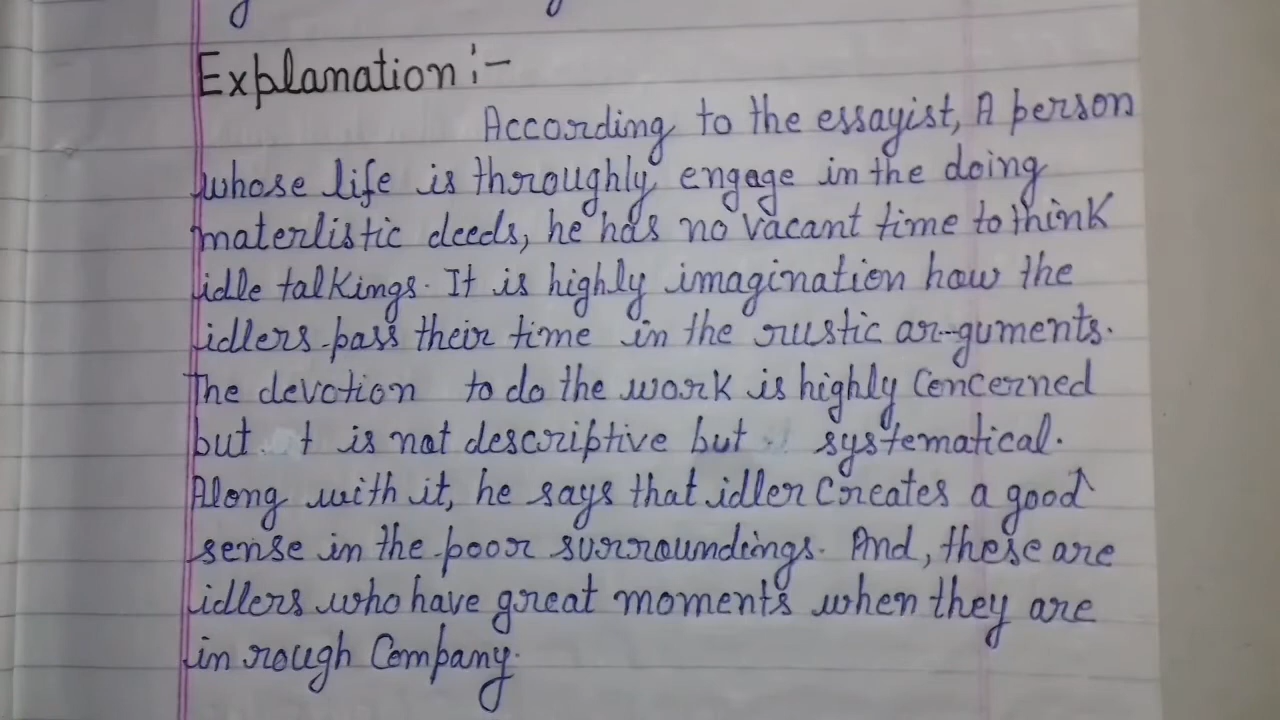 Explanation :-
According to the essayist, A person
whose life is throughly engage in the doing
materlistic deeds, he has no vacant time to think
idle talkings. It is highly imagination how the
idlers pass their time in the rustic ar-guments.
The devotion to do the work is highly Concerned
but it is not descriptive but systematical.
Along with it, he says that idler Creates a good
sense in the poor surroundings. And, these are
idlers who have great moments when they are
in rough Company.